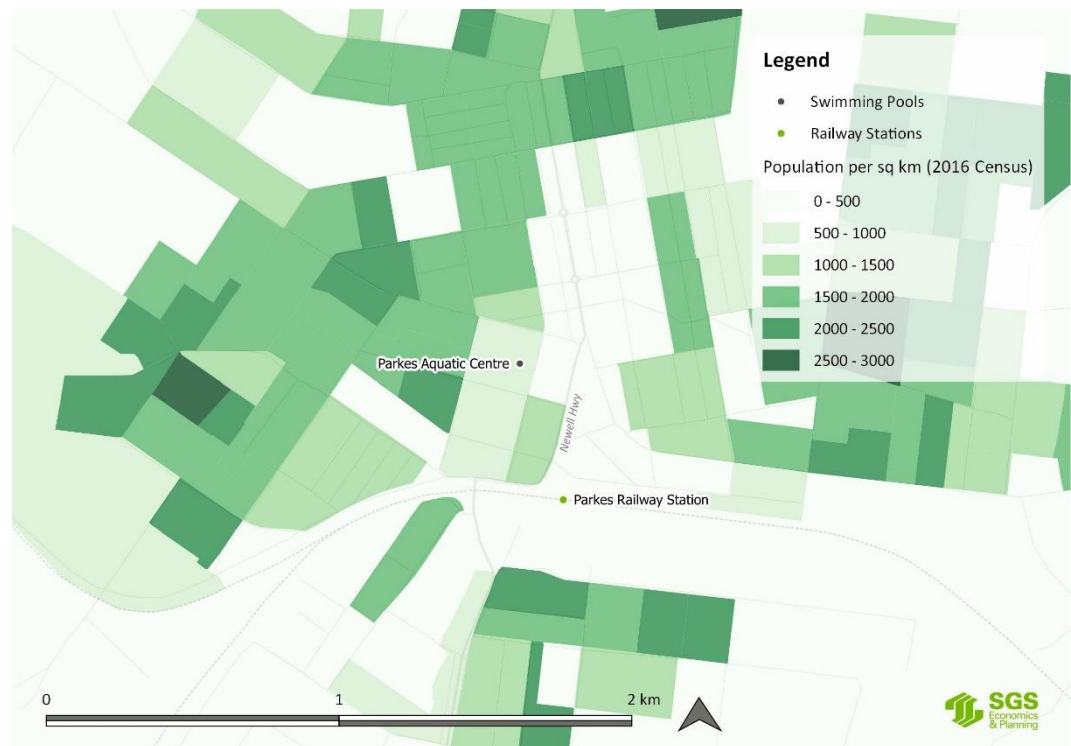 Legend
Swimming Pools
Railway Stations
Population per sq km (2016 Census)
0 - 500
500 - 1000
1000 - 1500
1500 - 2000
2000 - 2500
2500 - 3000
Parkes Aquatic Centre
Newell Hwy
Parkes Railway Station
0 1 2 km
SGS
Economics
& Planning